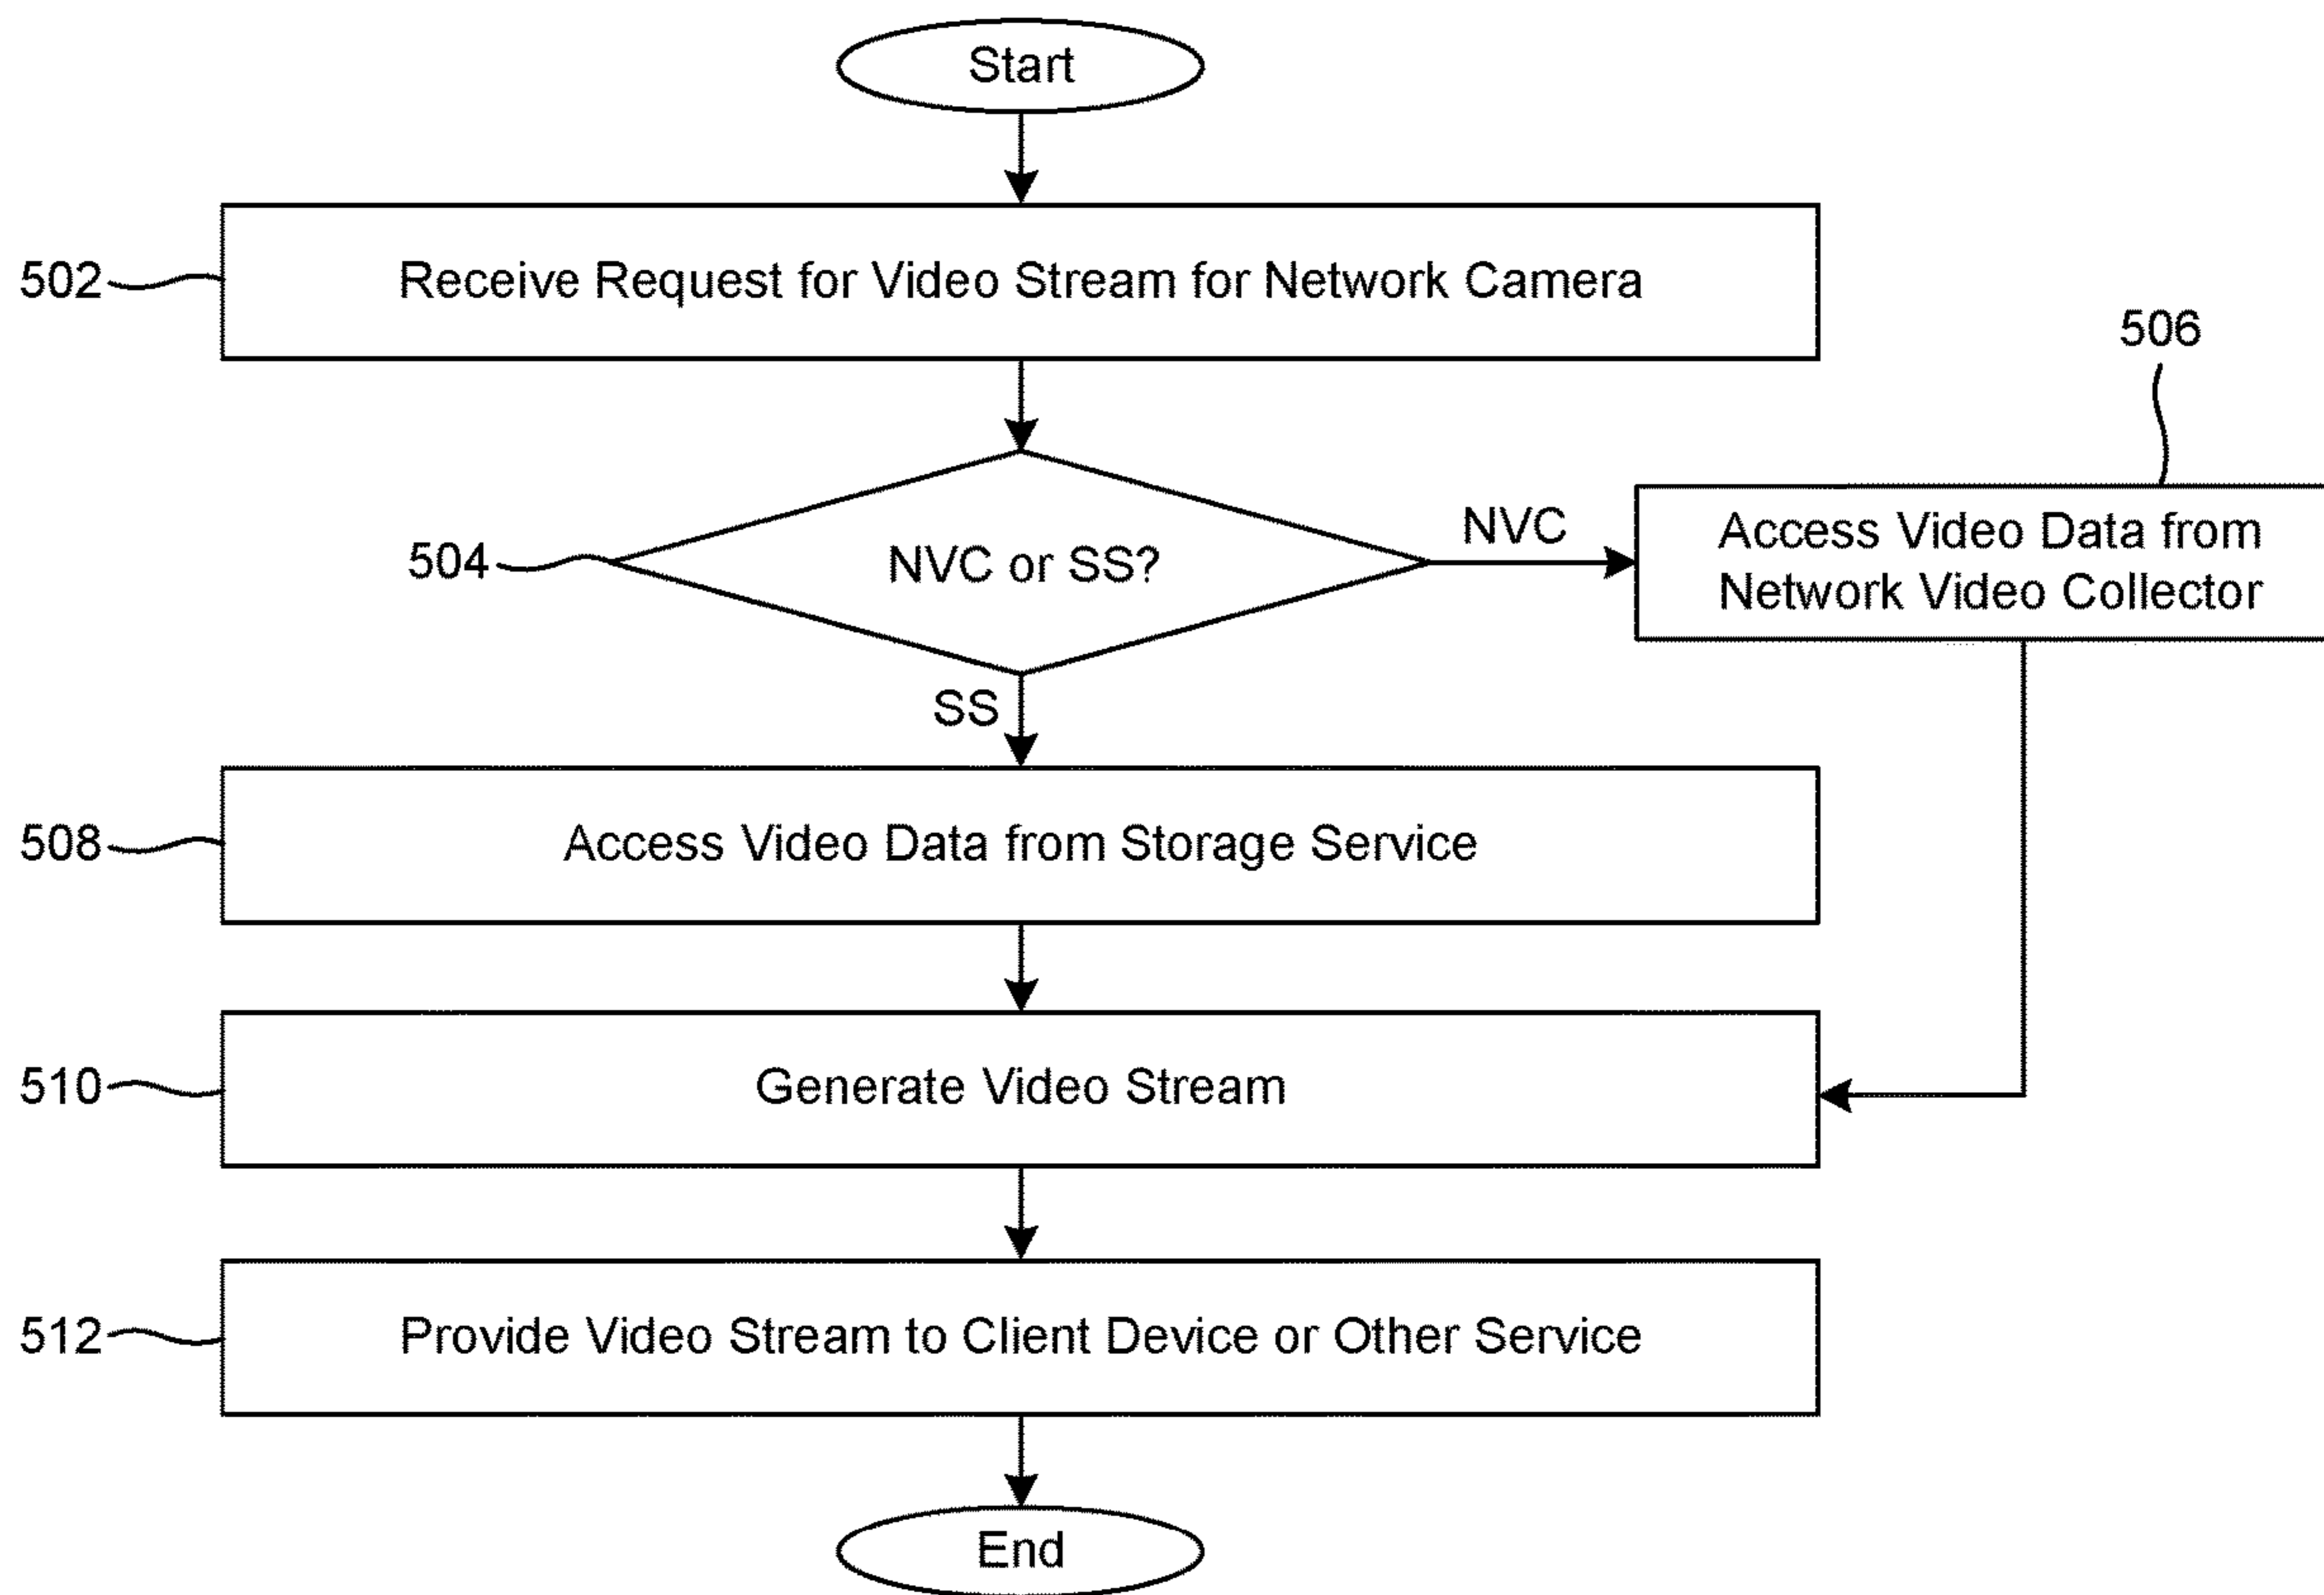 Start
502
Receive Request for Video Stream for Network Camera
506
504
NVC or SS?
NVC
Access Video Data from
Network Video Collector
SS
508
Access Video Data from Storage Service
510
Generate Video Stream
512
Provide Video Stream to Client Device or Other Service
End